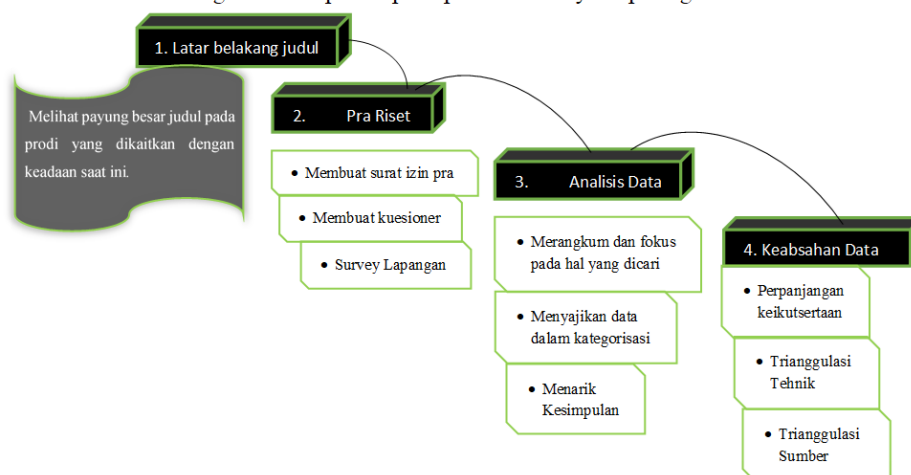 1. Latar belakang judul
Melihat payung besar judul pada
prodi yang dikaitkan dengan
keadaan saat ini.
2. Pra Riset
• Membuat surat izin pra
• Membuat kuesioner
• Survey Lapangan
3. Analisis Data
• Merangkum dan fokus
pada hal yang dicari
• Menyajikan data
dalam kategorisasi
• Menarik
Kesimpulan
4. Keabsahan Data
• Perpanjangan
keikutsertaan
• Trianggulasi
Tehnik
• Trianggulasi
Sumber